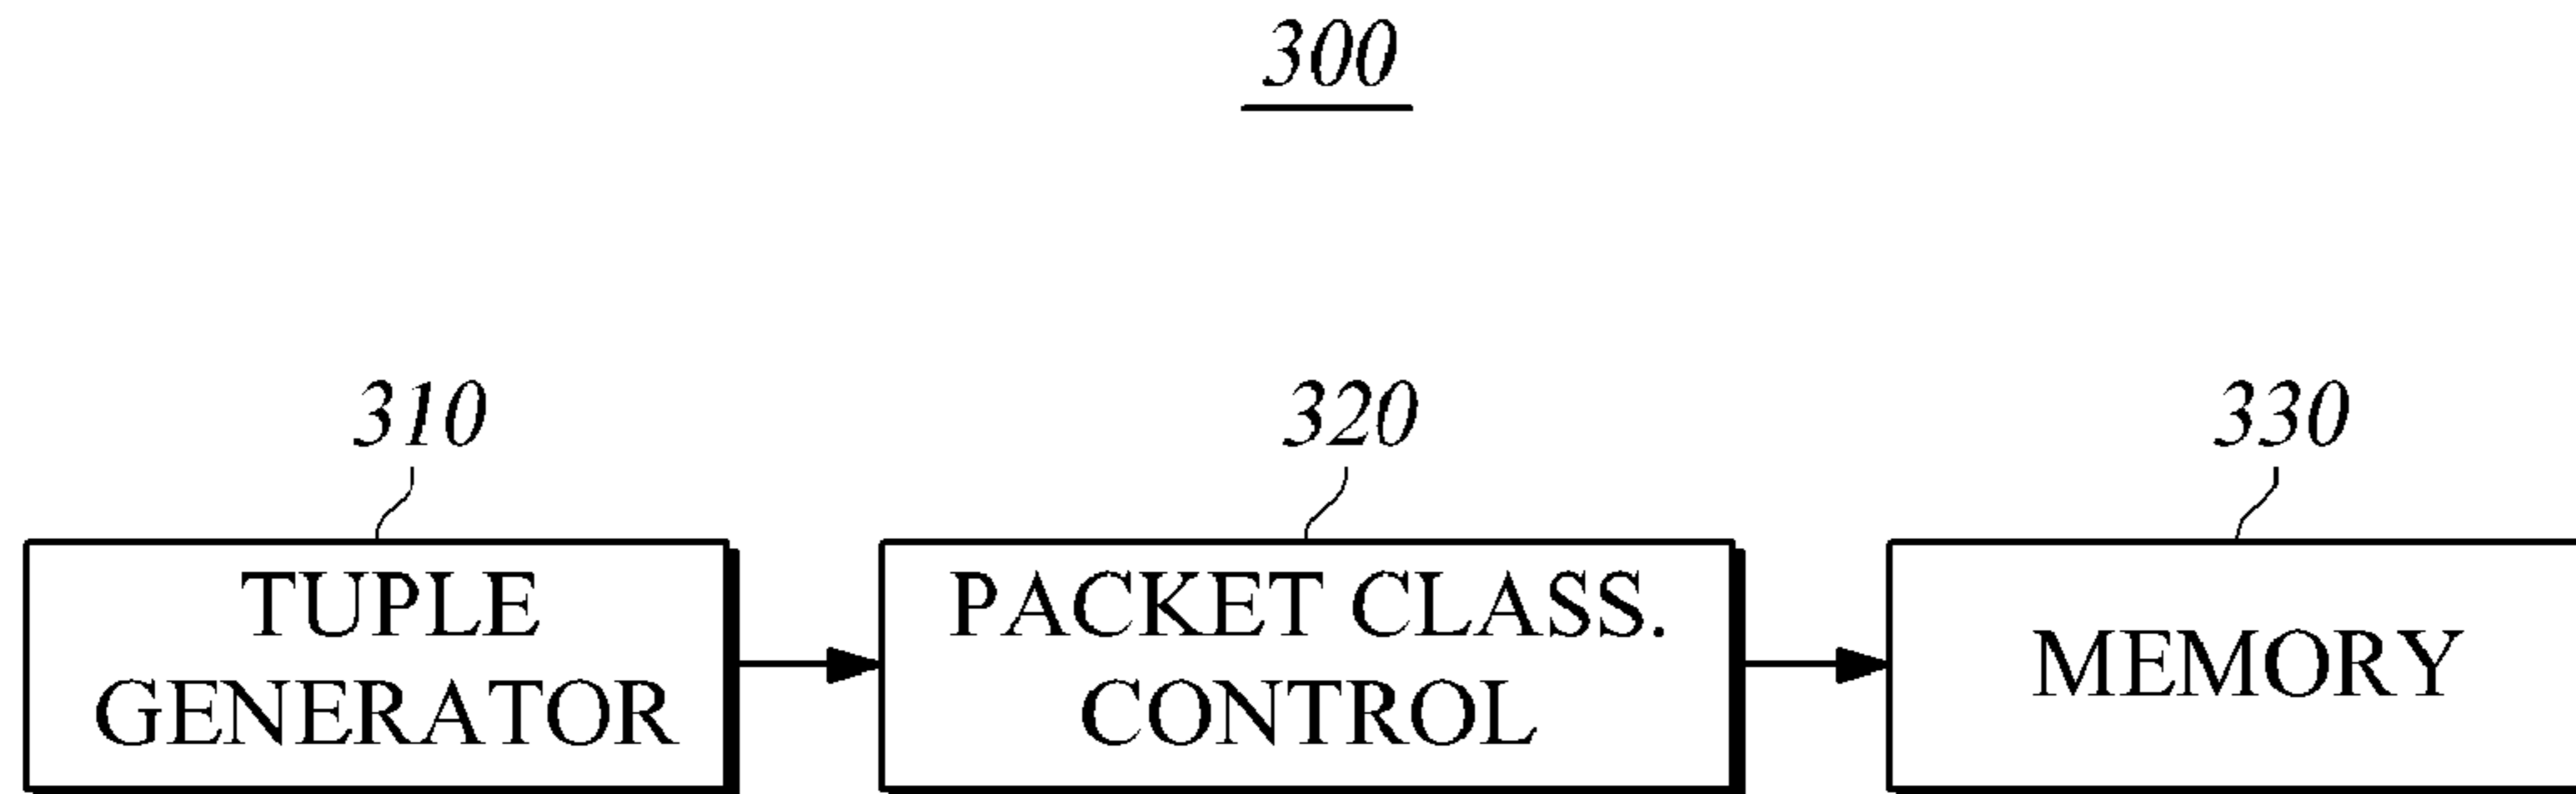 300
310
320
330
TUPLE
GENERATOR
PACKET CLASS.
CONTROL
MEMORY